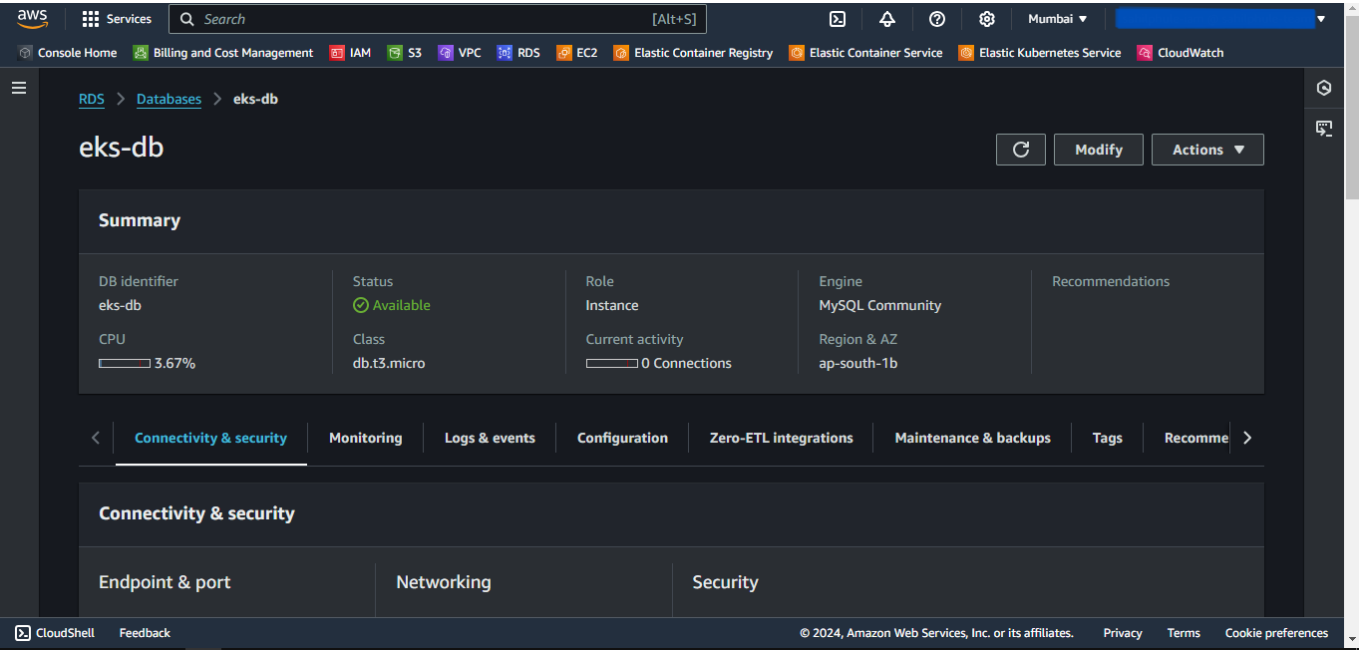 aws Services Search [Alt+S] Mumbai
Console Home Billing and Cost Management IAM S3 VPC RDS EC2 Elastic Container Registry Elastic Container Service Elastic Kubernetes Service CloudWatch
RDS > Databases > eks-db
eks-db
Modify Actions
Summary
DB identifier Status Role Engine Recommendations
eks-db Available Instance MySQL Community
CPU Class Current activity Region & AZ
3.67% db.t3.micro 0 Connections ap-south-1b
Connectivity & security Monitoring Logs & events Configuration Zero-ETL integrations Maintenance & backups Tags Recomme
Connectivity & security
Endpoint & port Networking Security
CloudShell Feedback © 2024, Amazon Web Services, Inc. or its affiliates. Privacy Terms Cookie preferences